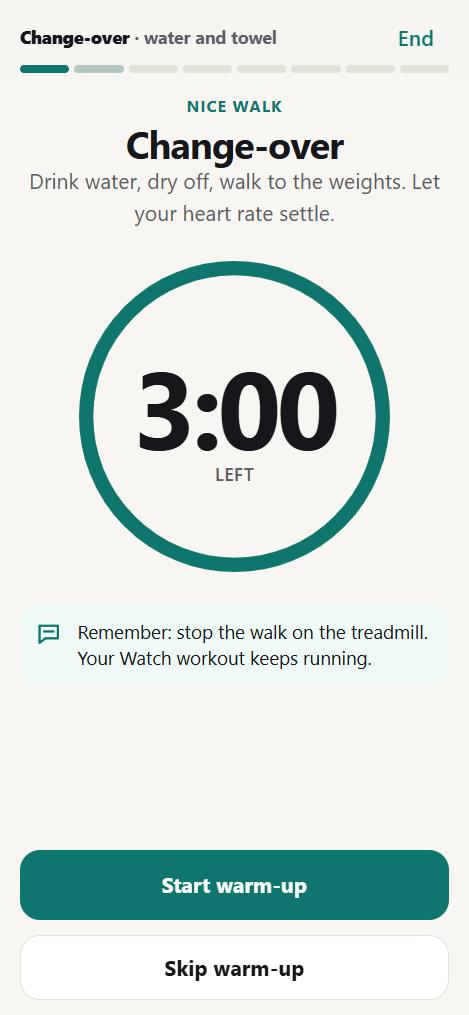 Change-over · water and towel
End
NICE WALK
Change-over
Drink water, dry off, walk to the weights. Let
your heart rate settle.
3:00
LEFT
Remember: stop the walk on the treadmill.
Your Watch workout keeps running.
Start warm-up
Skip warm-up